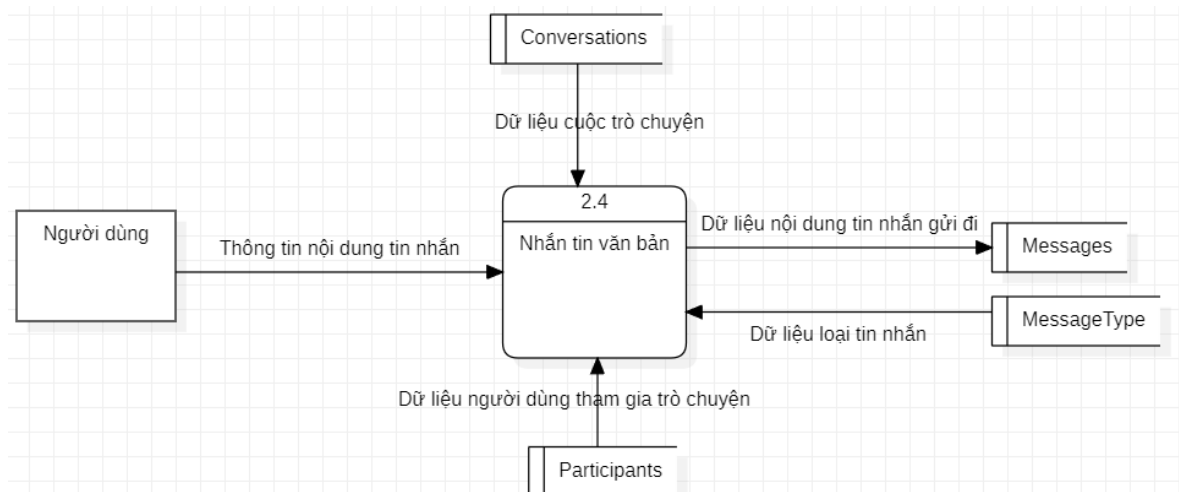 Conversations
Dữ liệu cuộc trò chuyện
2.4
Người dùng
Thông tin nội dung tin nhắn
Nhắn tin văn bản
Dữ liệu nội dung tin nhắn gửi đi
Messages
MessageType
Dữ liệu loại tin nhắn
Dữ liệu người dùng tham gia trò chuyện
Participants